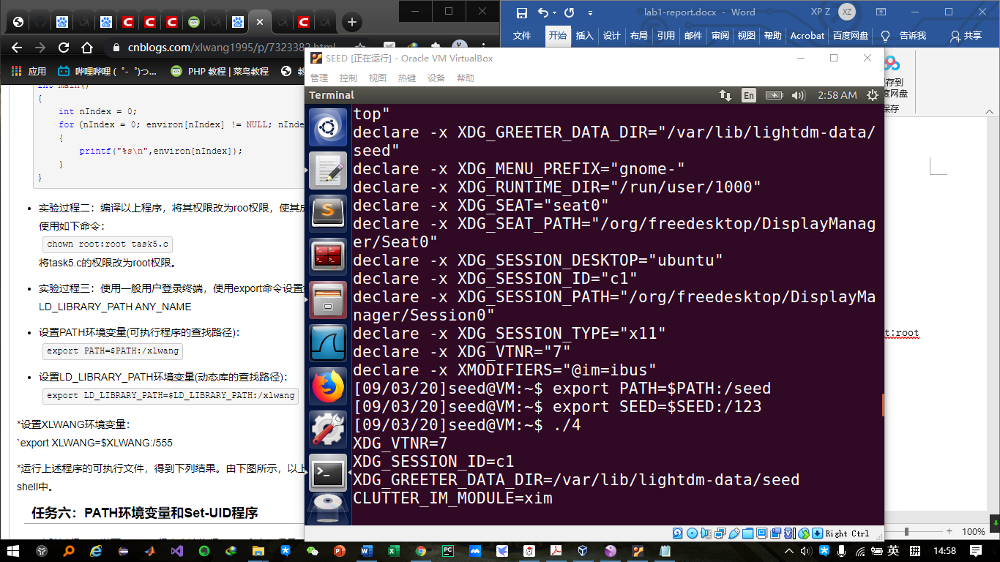 lab1-report.docx - Word
XP Z
XZ
cnblogs.com/xlwang1995/p/7323382.html
文件 开始 插入 设计 布局 引用 邮件 审阅 视图 帮助 Acrobat 百度网盘 告诉我 共享
应用 哔哩哔哩 ( ゜- ゜)つ... PHP 教程 | 菜鸟教程
SEED [正在运行] - Oracle VM VirtualBox
管理 控制 视图 热键 设备 帮助
保存
int main()
{
int nIndex = 0;
for (nIndex = 0; environ[nIndex] != NULL; nInde
{
printf("%s\n",environ[nIndex]);
}
}
实验过程二：编译以上程序，将其权限改为roo权限，使其成
使用如下命令：
chown root:root task5.c
将task5.c的权限改为root权限。
实验过程三：使用一般用户登录终端，使用export命令设置
LD_LIBRARY_PATH ANY_NAME
设置PATH环境变量(可执行程序的查找路径)：
export PATH=$PATH:/xlwang
设置LD_LIBRARY_PATH环境变量(动态库的查找路径)：
export LD_LIBRARY_PATH=$LD_LIBRARY_PATH:/xlwang
*设置XLWANG环境变量：
`export XLWANG=$XLWANG:/555
*运行上述程序的可执行文件，得到下列结果。由下图所示，以上
shell中。
任务六：PATH环境变量和Set-UID程序
Terminal
En
2:58 AM
top"
declare -x XDG_GREETER_DATA_DIR="/var/lib/lightdm-data/
seed"
declare -x XDG_MENU_PREFIX="gnome-"
declare -x XDG_RUNTIME_DIR="/run/user/1000"
declare -x XDG_SEAT="seat0"
declare -x XDG_SEAT_PATH="/org/freedesktop/DisplayManag
er/Seat0"
declare -x XDG_SESSION_DESKTOP="ubuntu"
declare -x XDG_SESSION_ID="c1"
declare -x XDG_SESSION_PATH="/org/freedesktop/DisplayMa
nager/Session0"
declare -x XDG_SESSION_TYPE="x11"
declare -x XDG_VTNR="7"
declare -x XMODIFIERS="@im=ibus"
[09/03/20]seed@VM:~$ export PATH=$PATH:/seed
[09/03/20]seed@VM:~$ export SEED=$SEED:/123
[09/03/20]seed@VM:~$ ./4
XDG_VTNR=7
XDG_SESSION_ID=c1
XDG_GREETER_DATA_DIR=/var/lib/lightdm-data/seed
CLUTTER_IM_MODULE=xim
Right Ctrl
t:root
100%
英
拼
14:58